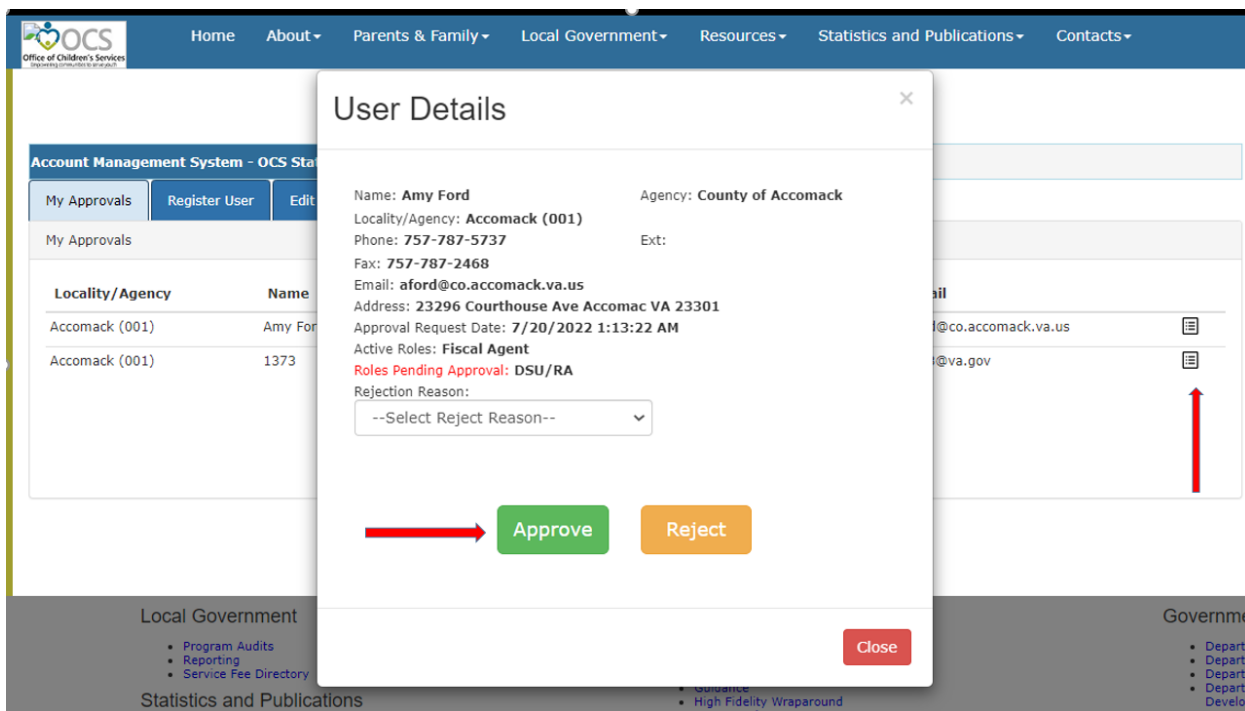 OCS
Office of Children's Services
Empowering communities to serve youth
Home About Parents & Family Local Government Resources Statistics and Publications Contacts
User Details
×
Account Management System - OCS Stat
My Approvals Register User Edit
My Approvals
Locality/Agency Name ail
Accomack (001) Amy For d@co.accomack.va.us
Accomack (001) 1373 @va.gov
Name: Amy Ford Agency: County of Accomack
Locality/Agency: Accomack (001)
Phone: 757-787-5737 Ext:
Fax: 757-787-2468
Email: aford@co.accomack.va.us
Address: 23296 Courthouse Ave Accomac VA 23301
Approval Request Date: 7/20/2022 1:13:22 AM
Active Roles: Fiscal Agent
Roles Pending Approval: DSU/RA
Rejection Reason:
--Select Reject Reason--
Approve Reject
Close
Local Government
Program Audits
Reporting
Service Fee Directory
Statistics and Publications
Guidance
High Fidelity Wraparound
Governme
Depart
Depart
Depart
Depart
Develo